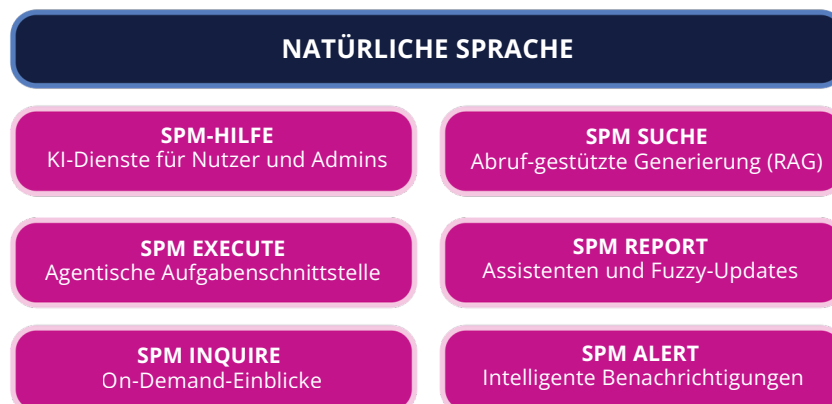 NATÜRLICHE SPRACHE
SPM-HILFE
KI-Dienste für Nutzer und Admins
SPM SUCHE
Abruf-gestützte Generierung (RAG)
SPM EXECUTE
Agentische Aufgabenschnittstelle
SPM REPORT
Assistenten und Fuzzy-Updates
SPM INQUIRE
On-Demand-Einblicke
SPM ALERT
Intelligente Benachrichtigungen